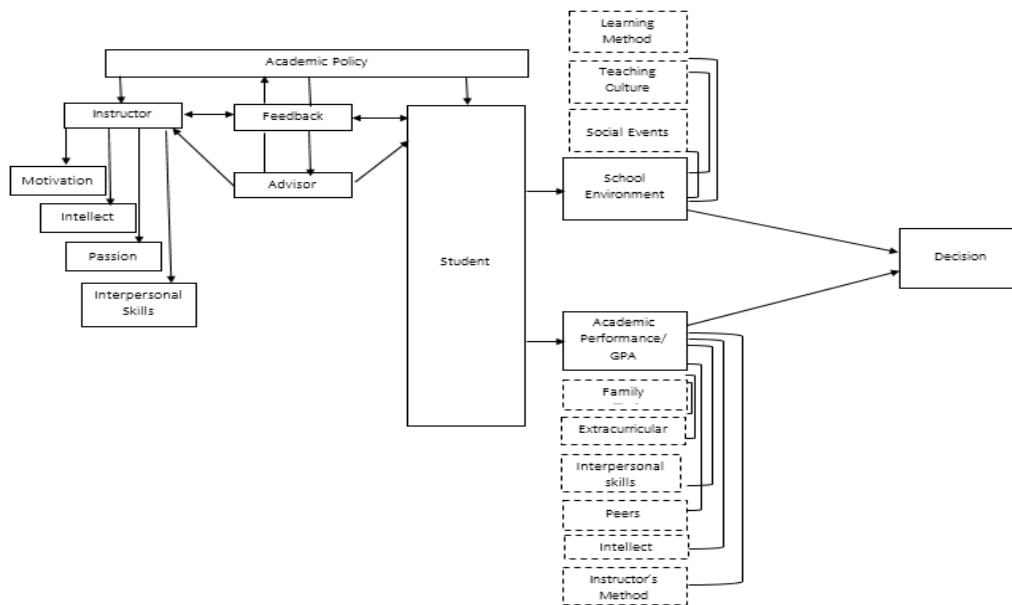 Learning
Method
Academic Policy
Teaching
Culture
Instructor
Feedback
Social Events
Motivation
Advisor
School
Environment
Intellect
Passion
Student
Decision
Interpersonal
Skills
Academic
Performance/
GPA
Family
Extracurricular
Interpersonal
skills
Peers
Intellect
Instructor's
Method